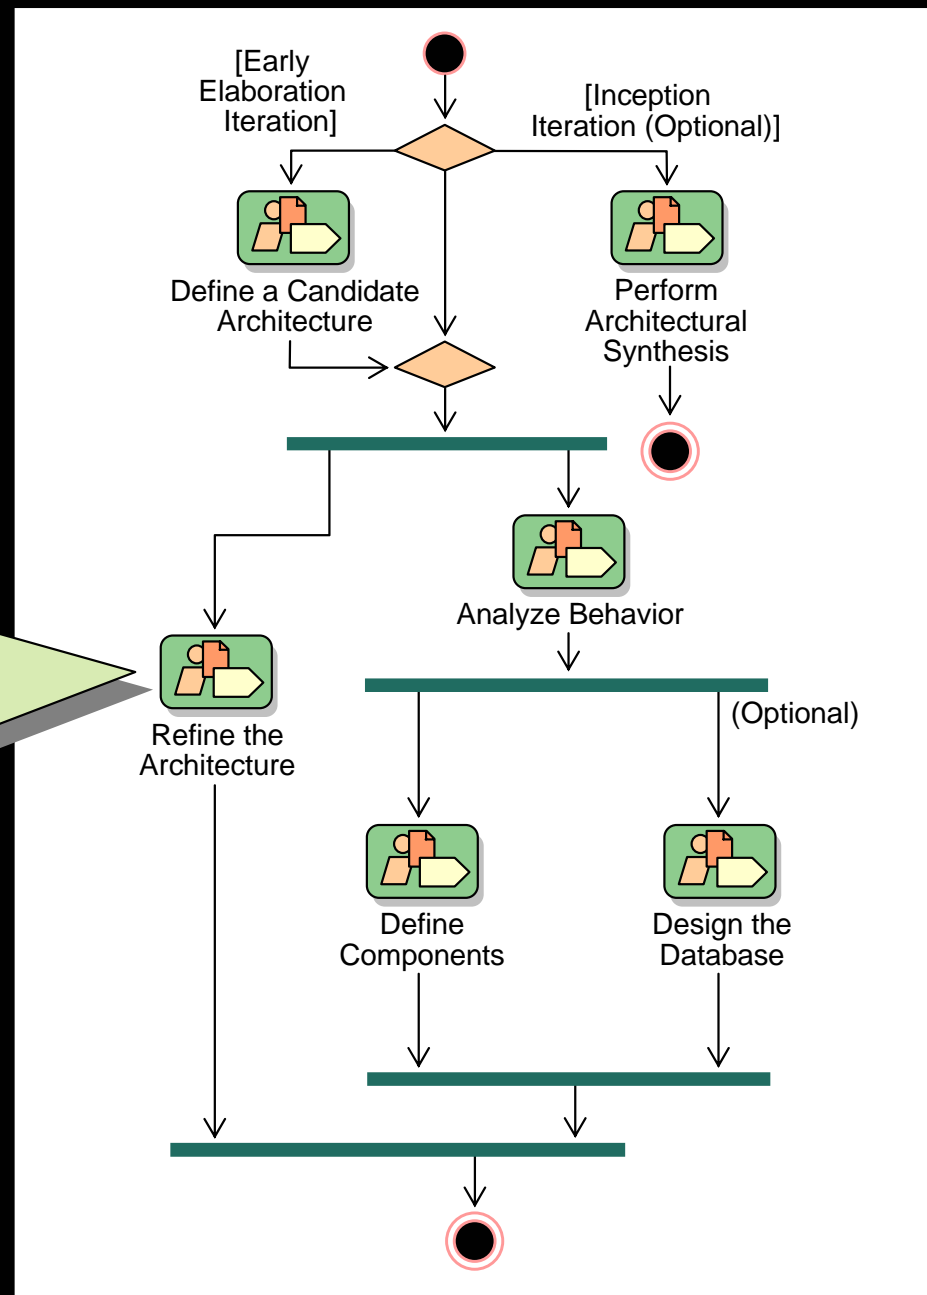 [Early
Elaboration
Iteration]
[Inception
Iteration (Optional)]
Define a Candidate
Architecture
Perform
Architectural
Synthesis
Analyze Behavior
(Optional)
Refine the
Architecture
Define
Components
Design the
Database